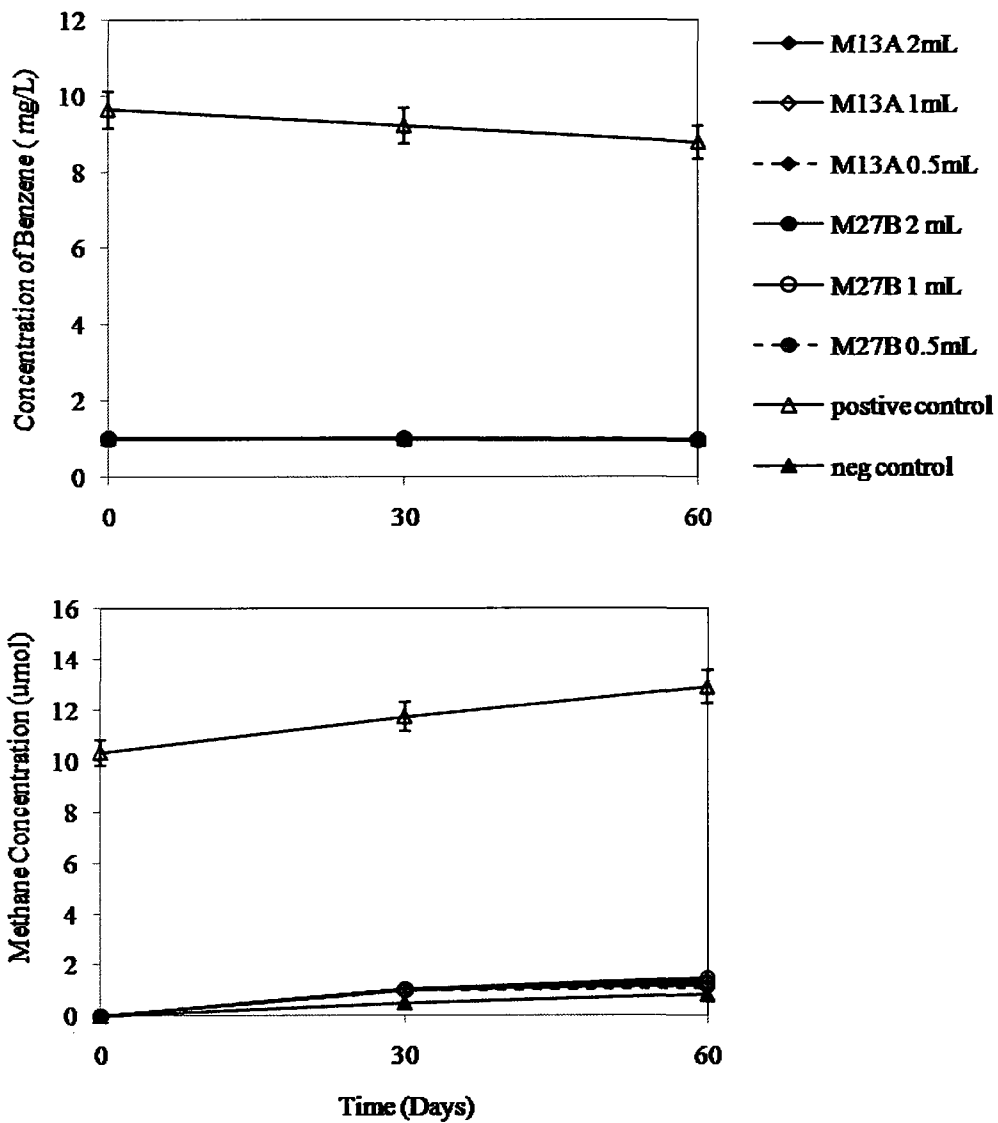 Concentration of Benzene ( mg/L)
12
10
8
6
4
2
0
0 30 60
M13A 2mL
M13A 1mL
M13A 0.5mL
M27B 2 mL
M27B 1 mL
M27B 0.5mL
postive control
neg control
Methane Concentration (umol)
16
14
12
10
8
6
4
2
0
0 30 60
Time (Days)